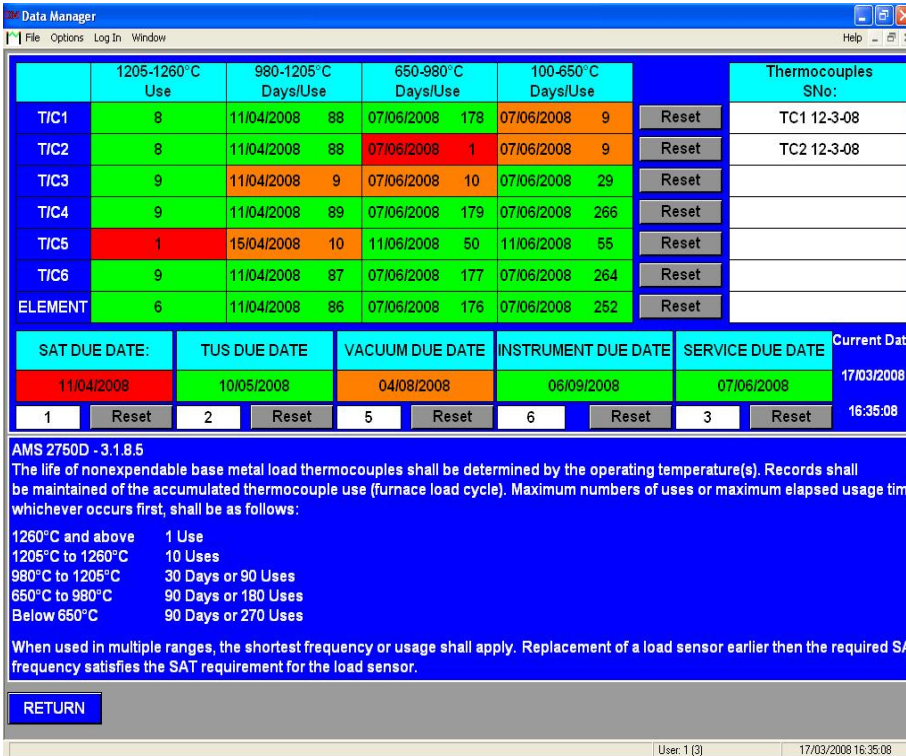 Data Manager
File Options Log In Window Help
1205-1260°C 980-1205°C 650-980°C 100-650°C Thermocouples
Use Days/Use Days/Use Days/Use SNo:
T/C1 8 11/04/2008 88 07/06/2008 178 07/06/2008 9 Reset TC1 12-3-08
T/C2 8 11/04/2008 88 07/06/2008 1 07/06/2008 9 Reset TC2 12-3-08
T/C3 9 11/04/2008 9 07/06/2008 10 07/06/2008 29 Reset
T/C4 9 11/04/2008 89 07/06/2008 179 07/06/2008 266 Reset
T/C5 1 15/04/2008 10 11/06/2008 50 11/06/2008 55 Reset
T/C6 9 11/04/2008 87 07/06/2008 177 07/06/2008 264 Reset
ELEMENT 6 11/04/2008 86 07/06/2008 176 07/06/2008 252 Reset
SAT DUE DATE: TUS DUE DATE VACUUM DUE DATE INSTRUMENT DUE DATE SERVICE DUE DATE Current Dat
11/04/2008 10/05/2008 04/08/2008 06/09/2008 07/06/2008 17/03/2008
1 Reset 2 Reset 5 Reset 6 Reset 3 Reset 16:35:08
AMS 2750D - 3.1.8.5
The life of nonexpendable base metal load thermocouples shall be determined by the operating temperature(s). Records shall
be maintained of the accumulated thermocouple use (furnace load cycle). Maximum numbers of uses or maximum elapsed usage tim
whichever occurs first, shall be as follows:
1260°C and above 1 Use
1205°C to 1260°C 10 Uses
980°C to 1205°C 30 Days or 90 Uses
650°C to 980°C 90 Days or 180 Uses
Below 650°C 90 Days or 270 Uses
When used in multiple ranges, the shortest frequency or usage shall apply. Replacement of a load sensor earlier then the required SA
frequency satisfies the SAT requirement for the load sensor.
RETURN
User: 1 (3) 17/03/2008 16:35:08